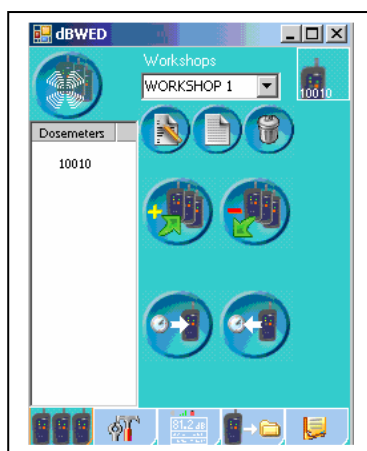 dBWED
Workshops
WORKSHOP 1
10010
Dosemeters
10010
81.2 dB